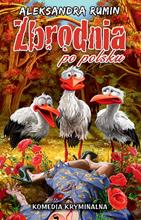 ALEKSANDRA RUMIN
Zbrodnia
po polsku
KOMEDIA KRYMINALNA